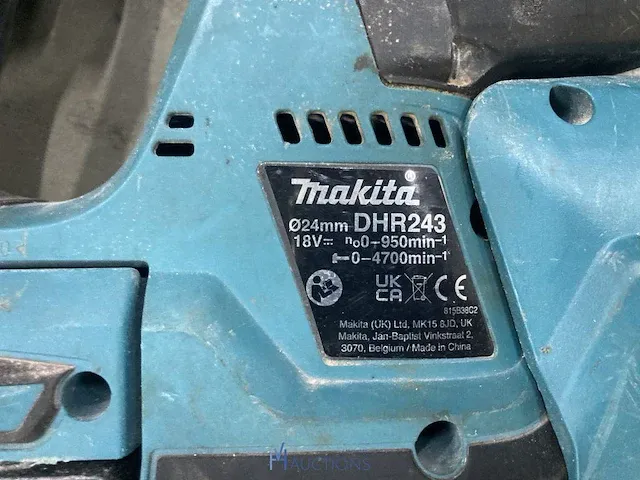 makita
Ø24mm DHR243
18V⎓ n₀0-950min⁻¹
0-4700min⁻¹
UK
CA CE
815B38C2
Makita (UK) Ltd, MK15 8JD, UK
Makita, Jan-Baptist Vinkstraat 2,
3070, Belgium / Made in China
AUCTIONS